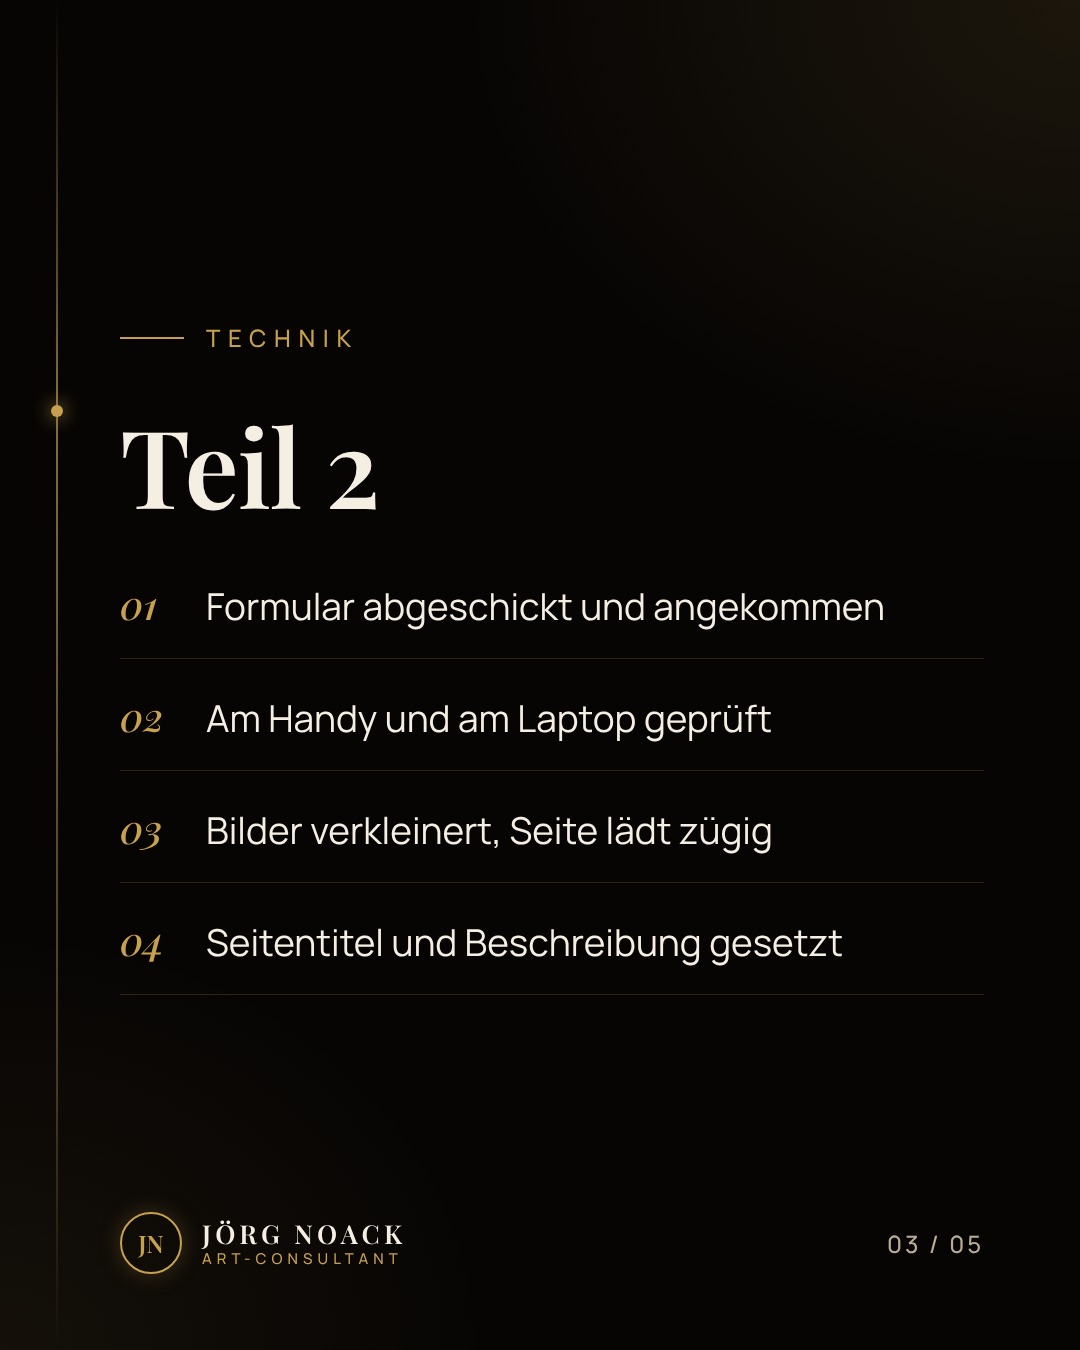 TECHNIK
Teil 2
01 Formular abgeschickt und angekommen
02 Am Handy und am Laptop geprüft
03 Bilder verkleinert, Seite lädt zügig
04 Seitentitel und Beschreibung gesetzt
JN
JÖRG NOACK
ART-CONSULTANT
03 / 05